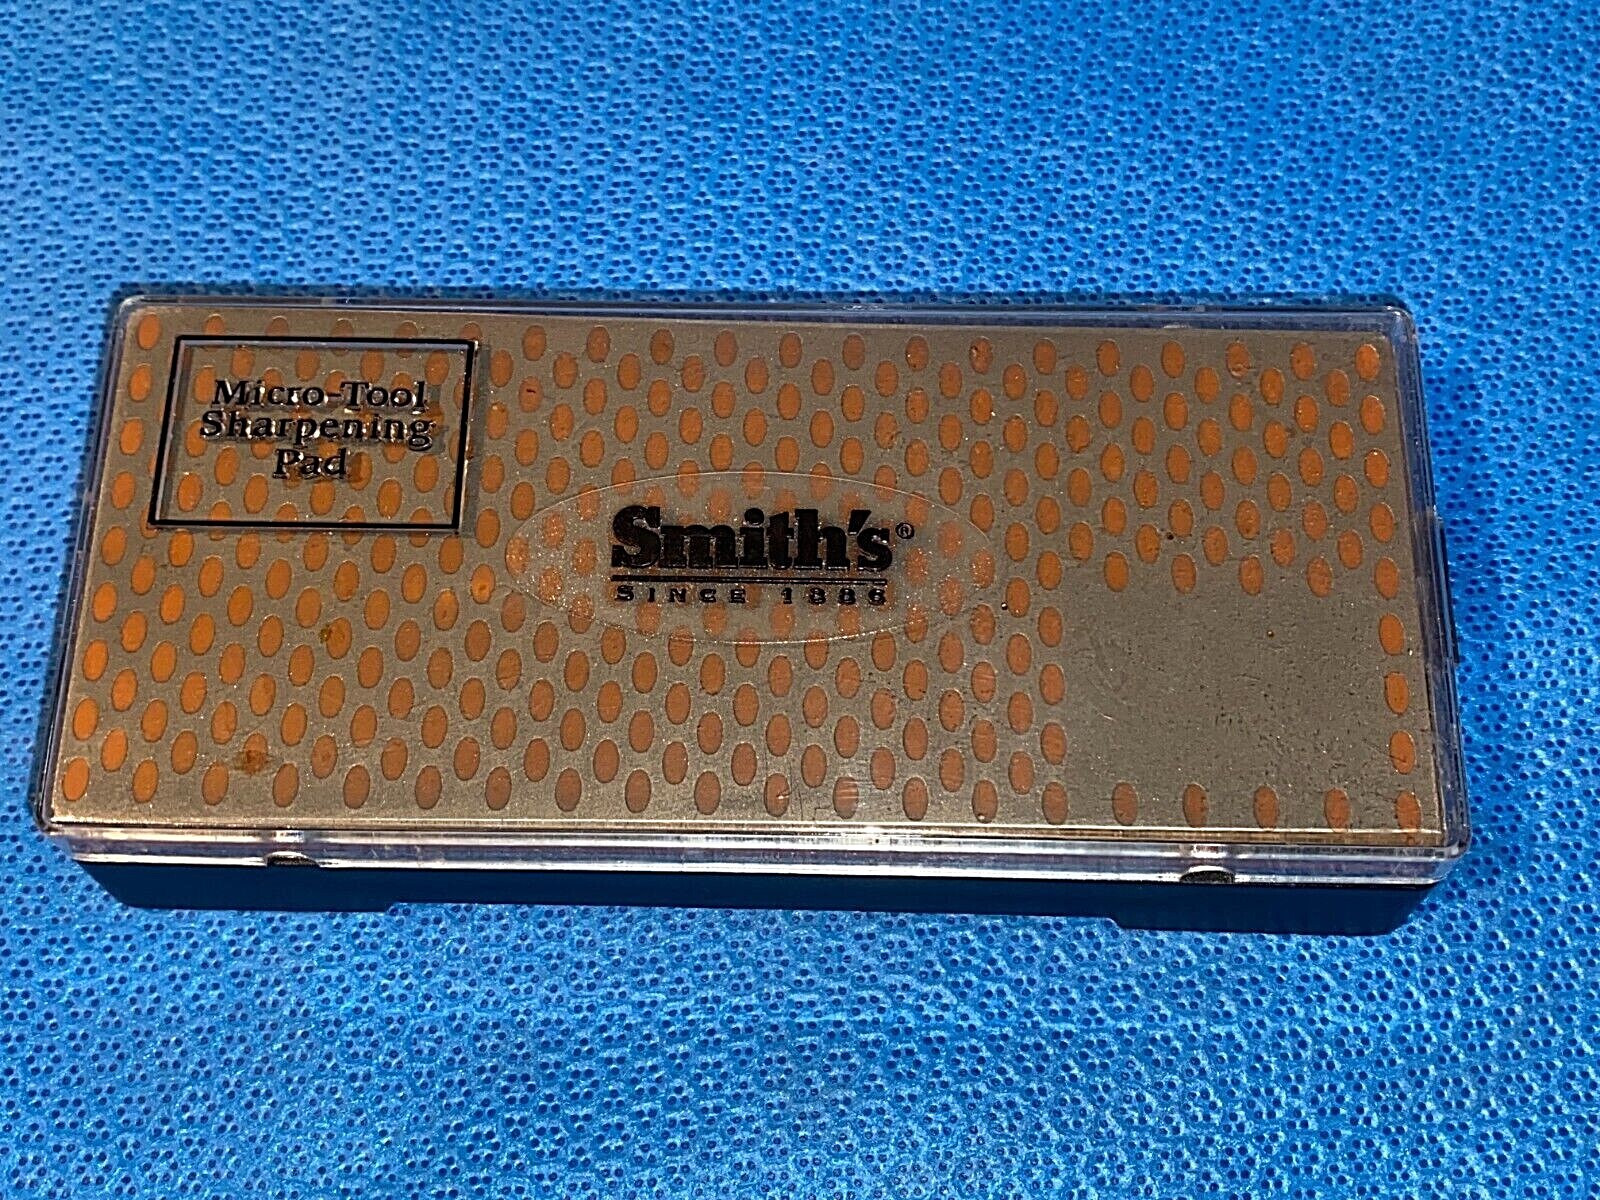 Micro-Tool
Sharpening
Pad
Smith's®
SINCE 1886